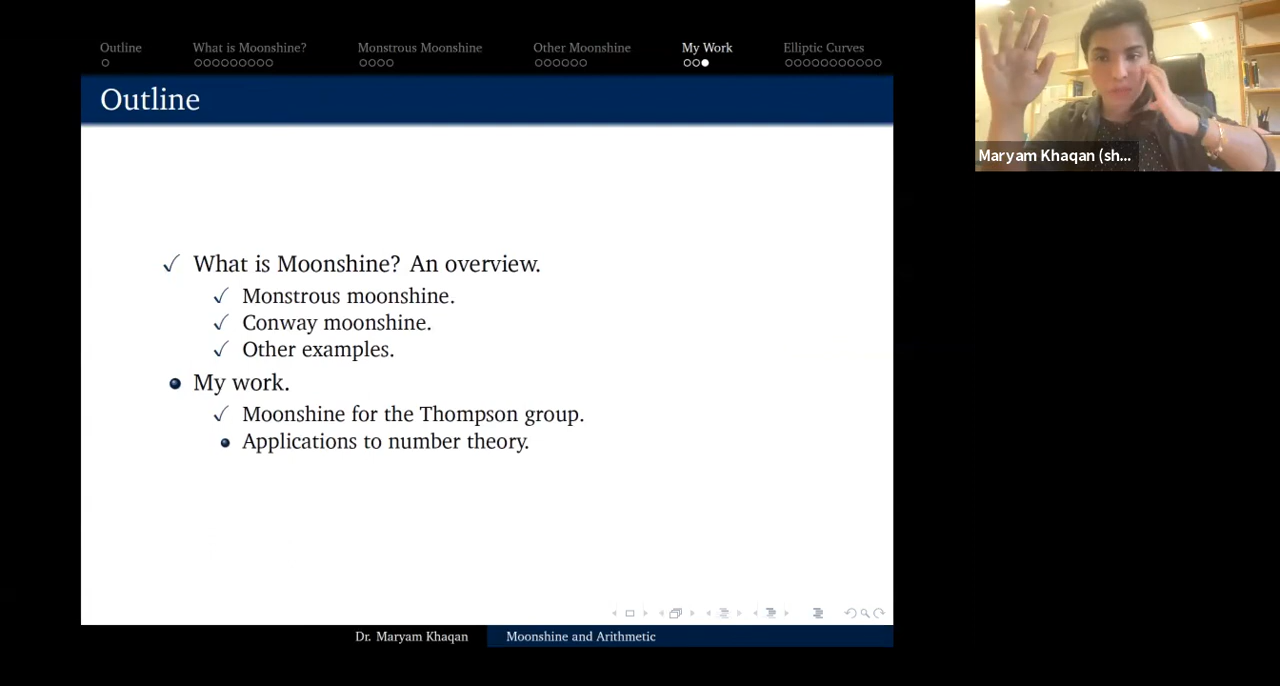 Outline What is Moonshine? Monstrous Moonshine Other Moonshine My Work Elliptic Curves
Outline
Maryam Khaqan (sh...
✓ What is Moonshine? An overview.
✓ Monstrous moonshine.
✓ Conway moonshine.
✓ Other examples.
• My work.
✓ Moonshine for the Thompson group.
• Applications to number theory.
Dr. Maryam Khaqan Moonshine and Arithmetic